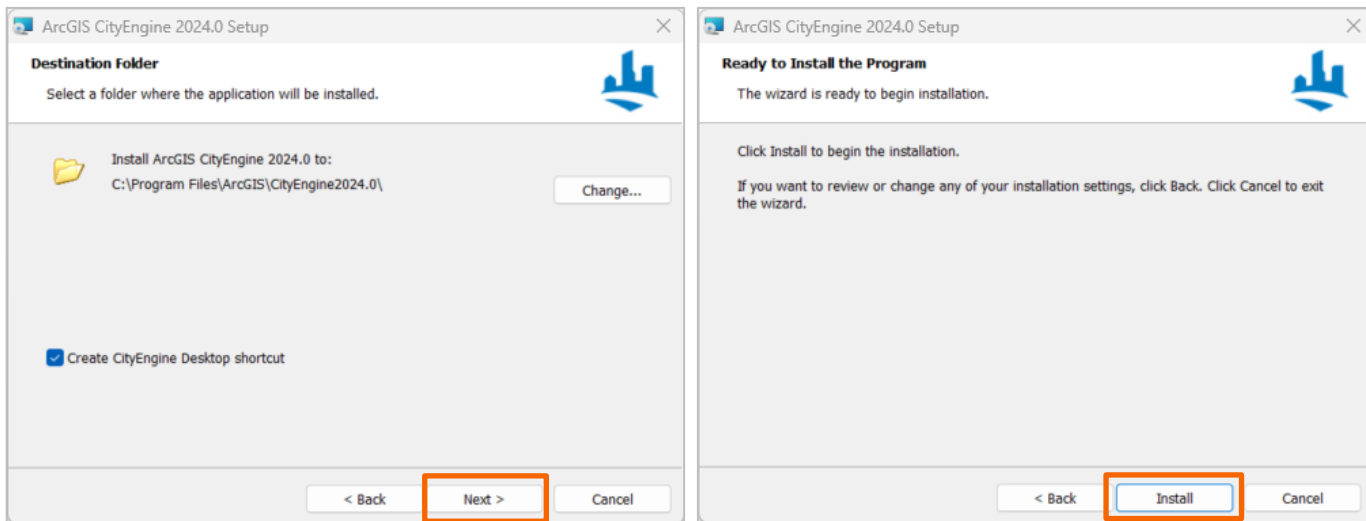 ArcGIS CityEngine 2024.0 Setup
Destination Folder
Select a folder where the application will be installed.
Install ArcGIS CityEngine 2024.0 to:
C:\Program Files\ArcGIS\CityEngine2024.0\
Change...
Create CityEngine Desktop shortcut
< Back
Next >
Cancel
ArcGIS CityEngine 2024.0 Setup
Ready to Install the Program
The wizard is ready to begin installation.
Click Install to begin the installation.
If you want to review or change any of your installation settings, click Back. Click Cancel to exit
the wizard.
< Back
Install
Cancel